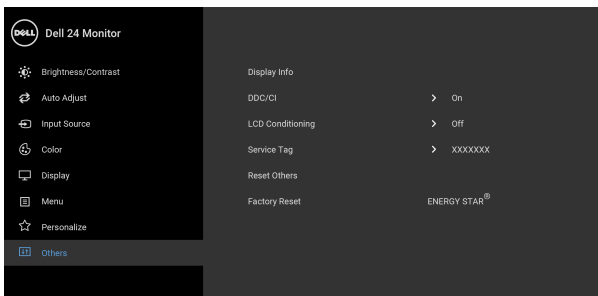 DELL Dell 24 Monitor
Brightness/Contrast
Auto Adjust
Input Source
Color
Display
Menu
Personalize
Others
Display Info
DDC/CI > On
LCD Conditioning > Off
Service Tag > XXXXXXX
Reset Others
Factory Reset ENERGY STAR®